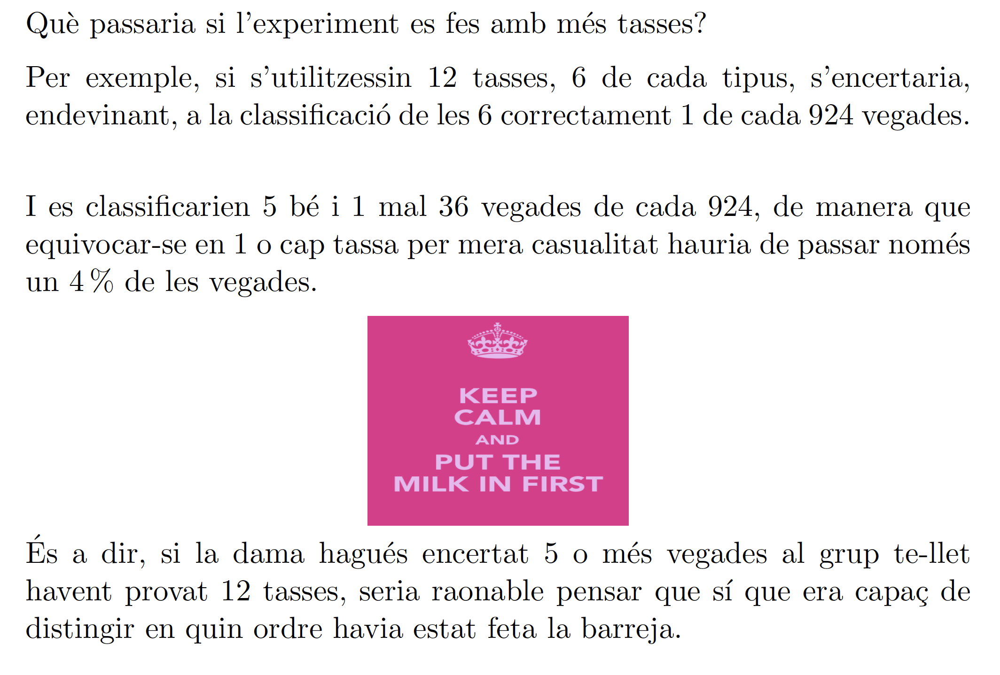 Què passaria si l’experiment es fes amb més tasses?
Per exemple, si s’utilitzessin 12 tasses, 6 de cada tipus, s’encertaria,
endevinant, a la classificació de les 6 correctament 1 de cada 924 vegades.
I es classificarien 5 bé i 1 mal 36 vegades de cada 924, de manera que
equivocar-se en 1 o cap tassa per mera casualitat hauria de passar només
un 4 % de les vegades.
KEEP
CALM
AND
PUT THE
MILK IN FIRST
És a dir, si la dama hagués encertat 5 o més vegades al grup te-llet
havent provat 12 tasses, seria raonable pensar que sí que era capaç de
distingir en quin ordre havia estat feta la barreja.